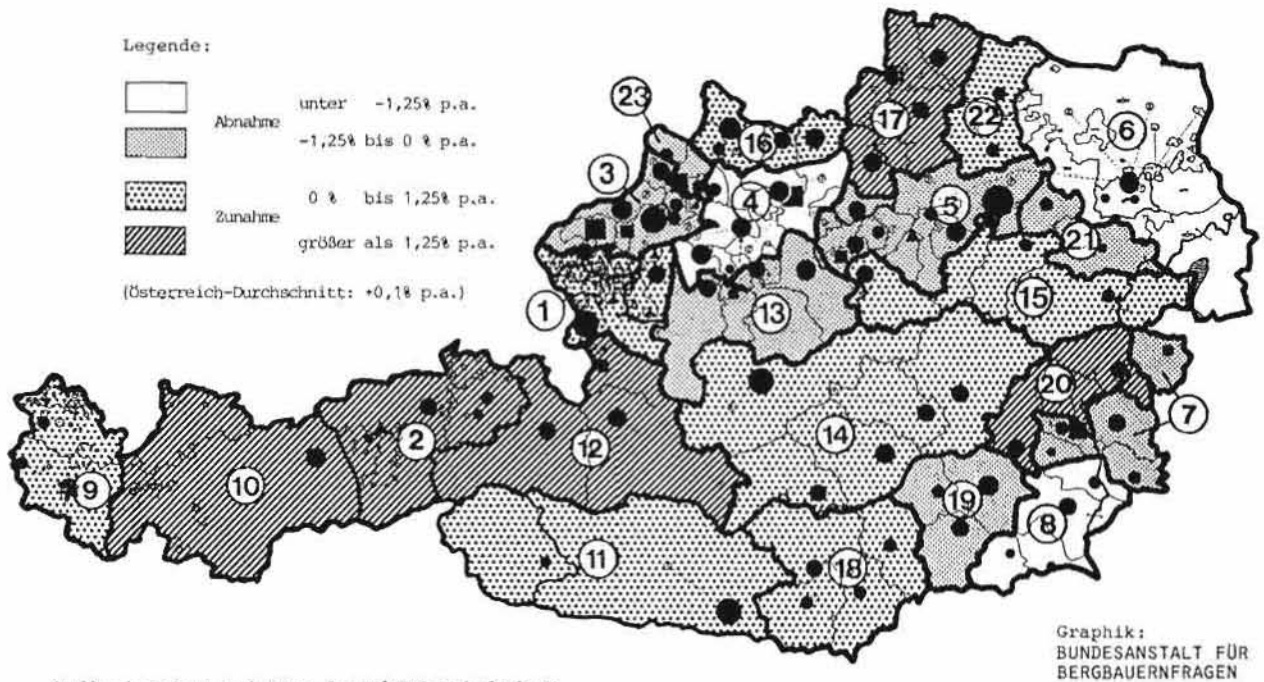 Legende:
unter -1,25% p.a.
Abnahme
-1,25% bis 0 % p.a.
0 % bis 1,25% p.a.
Zunahme
größer als 1,25% p.a.
(Österreich-Durchschnitt: +0,1% p.a.)
23
17
22
6
16
3
4
5
21
1
13
15
20
7
2
12
14
9
10
19
8
11
18
Graphik:
BUNDESANSTALT FÜR
BERGBAUERNFRAGEN